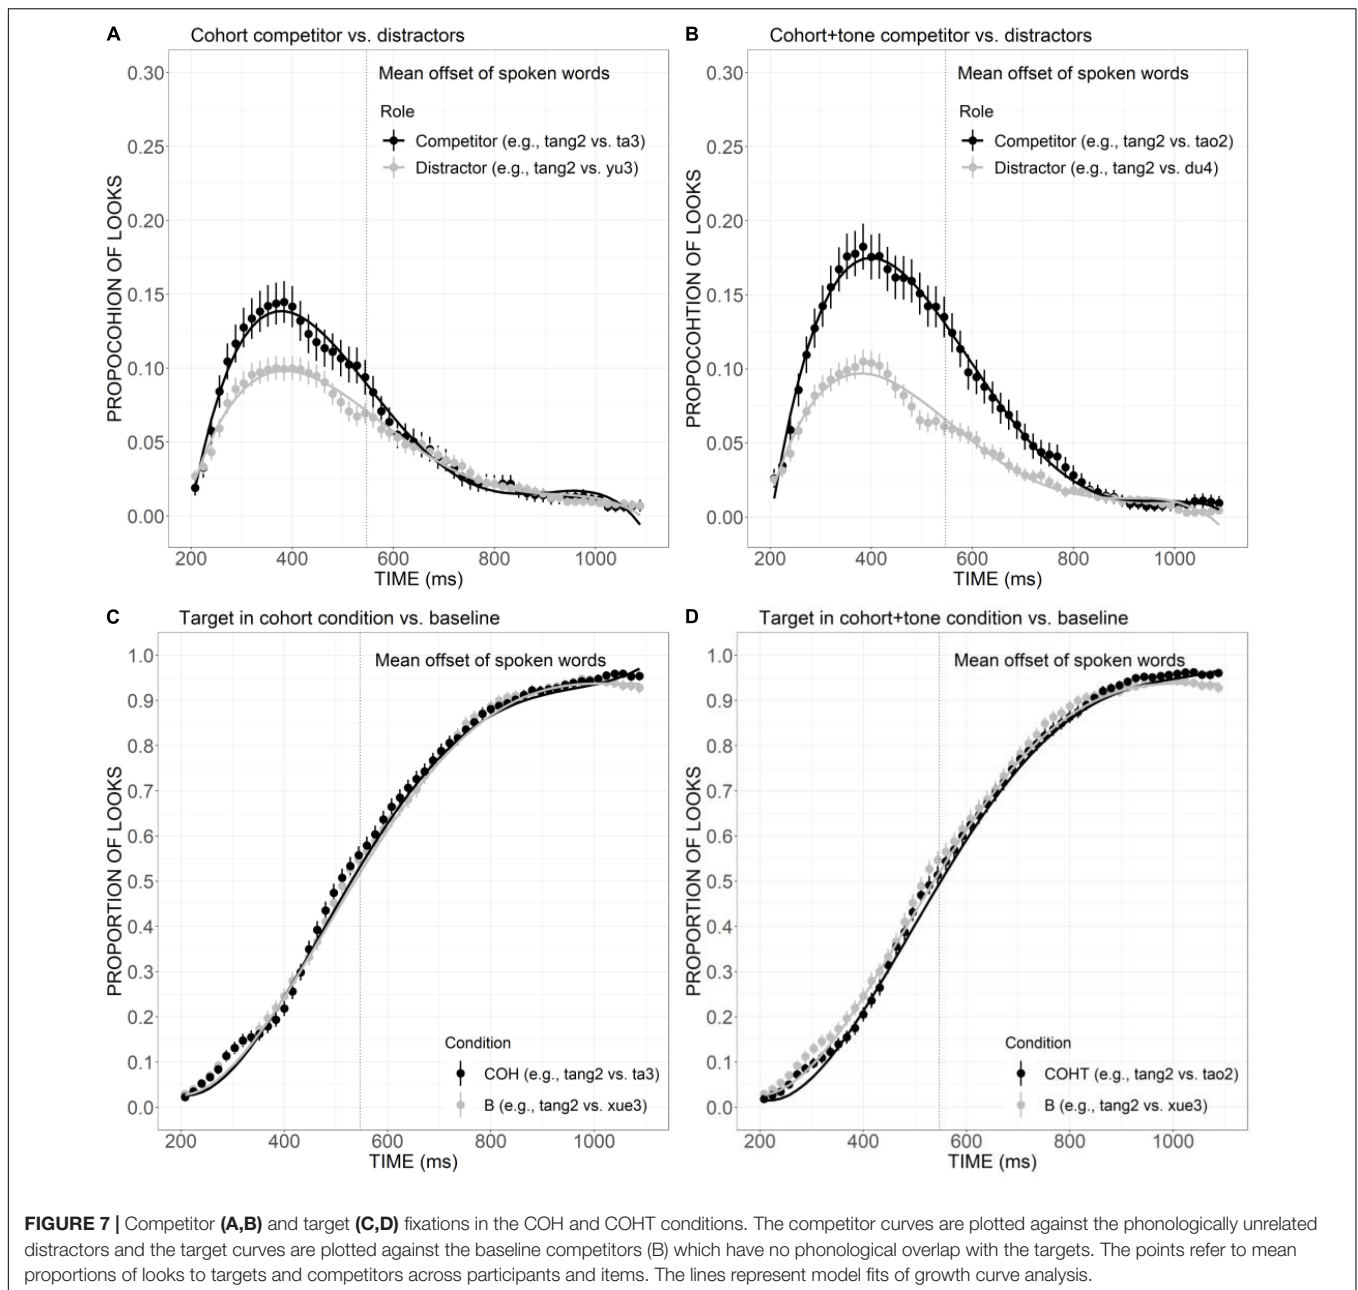 A
Cohort competitor vs. distractors
Mean offset of spoken words
Role
Competitor (e.g., tang2 vs. ta3)
Distractor (e.g., tang2 vs. yu3)
PROPOCOHION OF LOOKS
0.30
0.25
0.20
0.15
0.10
0.05
0.00
200 400 600 800 1000
TIME (ms)
B
Cohort+tone competitor vs. distractors
Mean offset of spoken words
Role
Competitor (e.g., tang2 vs. tao2)
Distractor (e.g., tang2 vs. du4)
PROPOCOHTION OF LOOKS
0.30
0.25
0.20
0.15
0.10
0.05
0.00
200 400 600 800 1000
TIME (ms)
C
Target in cohort condition vs. baseline
Mean offset of spoken words
PROPORTION OF LOOKS
1.0
0.9
0.8
0.7
0.6
0.5
0.4
0.3
0.2
0.1
0.0
Condition
COH (e.g., tang2 vs. ta3)
B (e.g., tang2 vs. xue3)
200 400 600 800 1000
TIME (ms)
D
Target in cohort+tone condition vs. baseline
Mean offset of spoken words
PROPORTION OF LOOKS
1.0
0.9
0.8
0.7
0.6
0.5
0.4
0.3
0.2
0.1
0.0
Condition
COHT (e.g., tang2 vs. tao2)
B (e.g., tang2 vs. xue3)
200 400 600 800 1000
TIME (ms)
FIGURE 7 | Competitor (A,B) and target (C,D) fixations in the COH and COHT conditions. The competitor curves are plotted against the phonologically unrelated
distractors and the target curves are plotted against the baseline competitors (B) which have no phonological overlap with the targets. The points refer to mean
proportions of looks to targets and competitors across participants and items. The lines represent model fits of growth curve analysis.